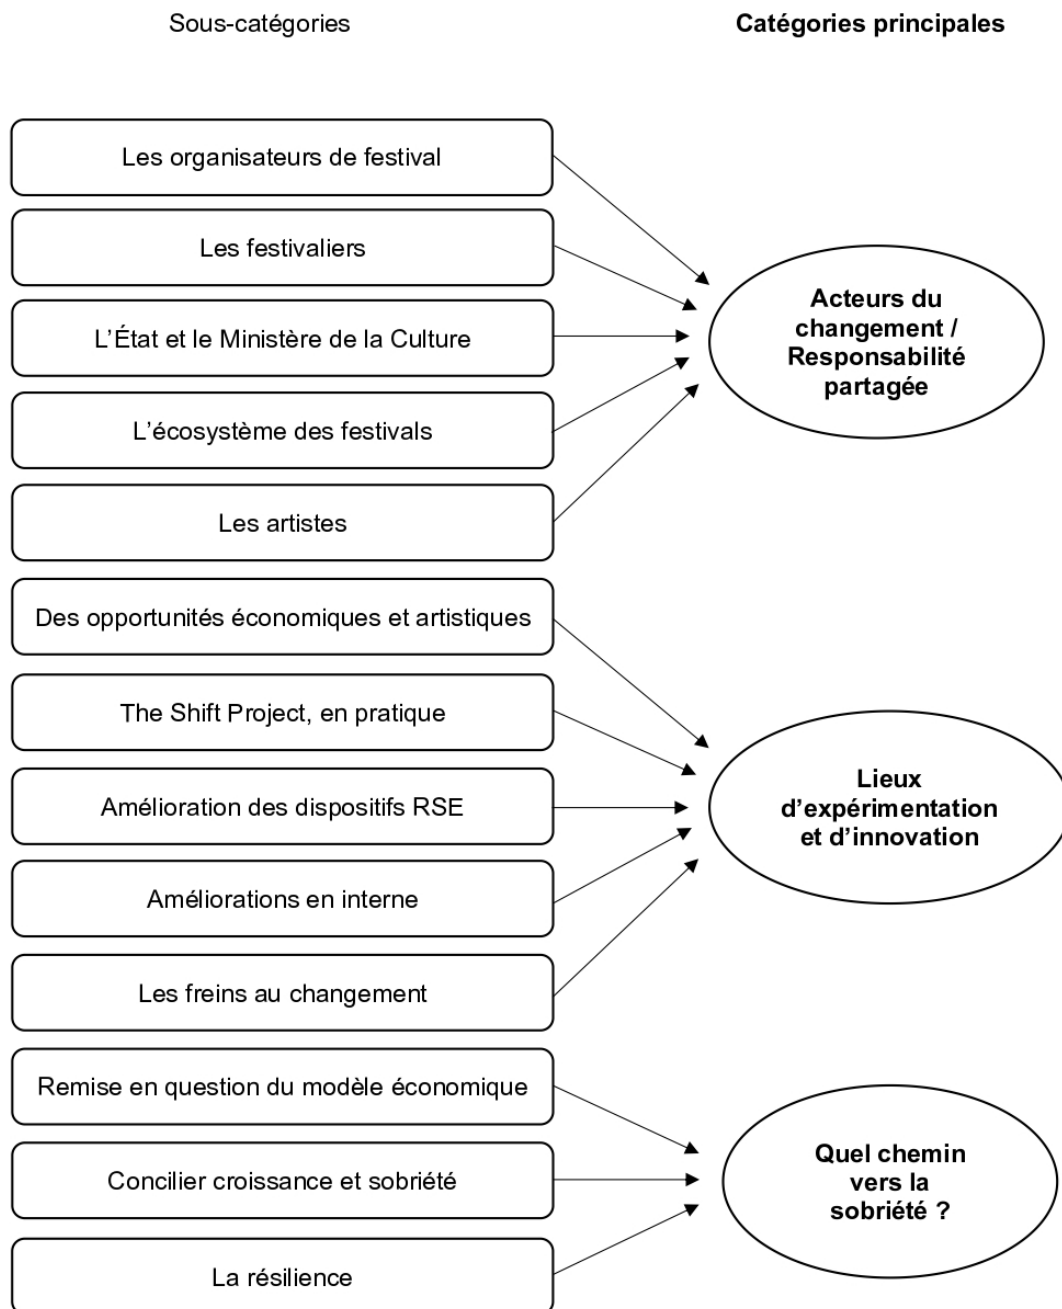 Sous-catégories
Catégories principales
Les organisateurs de festival
Les festivaliers
L’État et le Ministère de la Culture
L’écosystème des festivals
Les artistes
Acteurs du
changement /
Responsabilité
partagée
Des opportunités économiques et artistiques
The Shift Project, en pratique
Amélioration des dispositifs RSE
Améliorations en interne
Les freins au changement
Lieux
d’expérimentation
et d’innovation
Remise en question du modèle économique
Concilier croissance et sobriété
La résilience
Quel chemin
vers la
sobriété ?